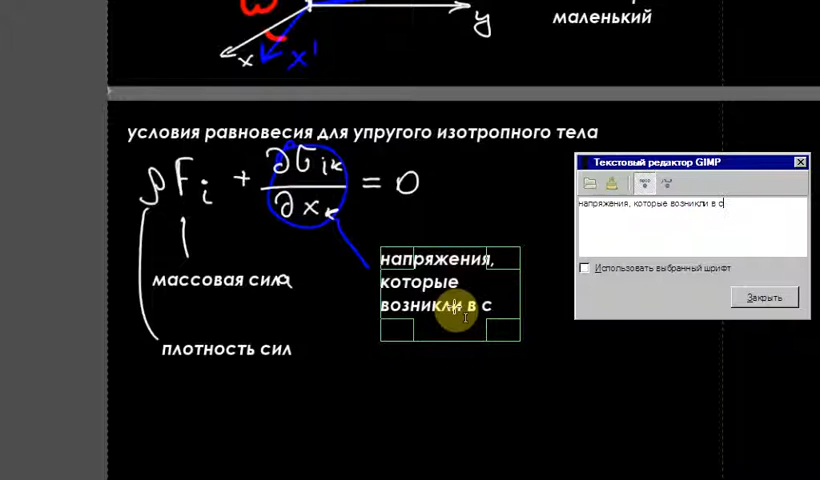 ω
y
маленький
x
x'
условия равновесия для упругого изотропного тела
ρFi + ∂σik / ∂xк = 0
Текстовый редактор GIMP
напряжения, которые возникли в с
Использовать выбранный шрифт
Закрыть
напряжения,
которые
возникли в с
массовая сила
плотность сил